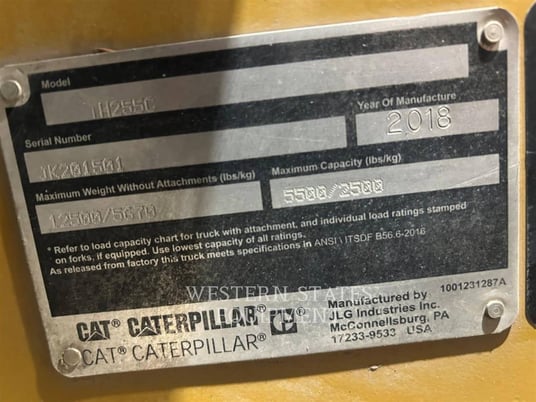 Model
TH255C
Serial Number
JK201501
Year Of Manufacture
2018
Maximum Weight Without Attachments (lbs/kg)
12500/5670
Maximum Capacity (lbs/kg)
5500/2500
* Refer to load capacity chart for truck with attachment, and individual load ratings stamped
on forks, if equipped. Use lowest capacity of all ratings.
As released from factory this truck meets specifications in ANSI \ ITSDF B56.6-2016
WESTERN STATES
EQUIPMENT
CAT® CATERPILLAR®
CAT® CATERPILLAR®
1001231287A
Manufactured by
JLG Industries Inc.
McConnellsburg, PA
17233-9533 USA